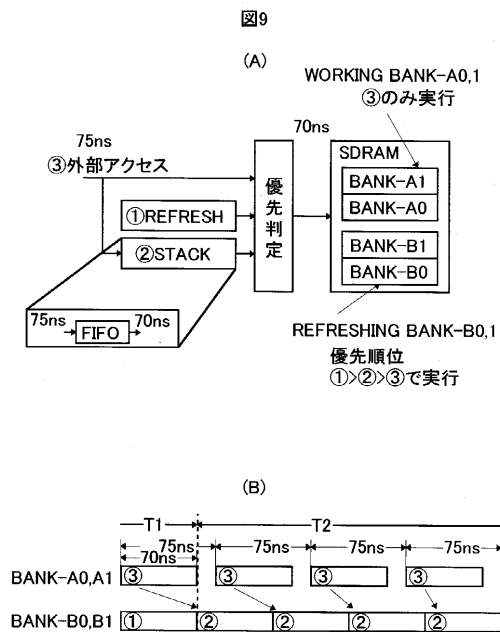 図9
(A)
WORKING BANK-A0,1
③のみ実行
75ns
③外部アクセス
70ns
優先判定
SDRAM
BANK-A1
BANK-A0
①REFRESH
②STACK
BANK-B1
BANK-B0
75ns
FIFO
70ns
REFRESHING BANK-B0,1
優先順位
①>②>③で実行
(B)
T1
T2
75ns
75ns
75ns
75ns
70ns
BANK-A0,A1
③
③
③
③
BANK-B0,B1
①
②
②
②
②